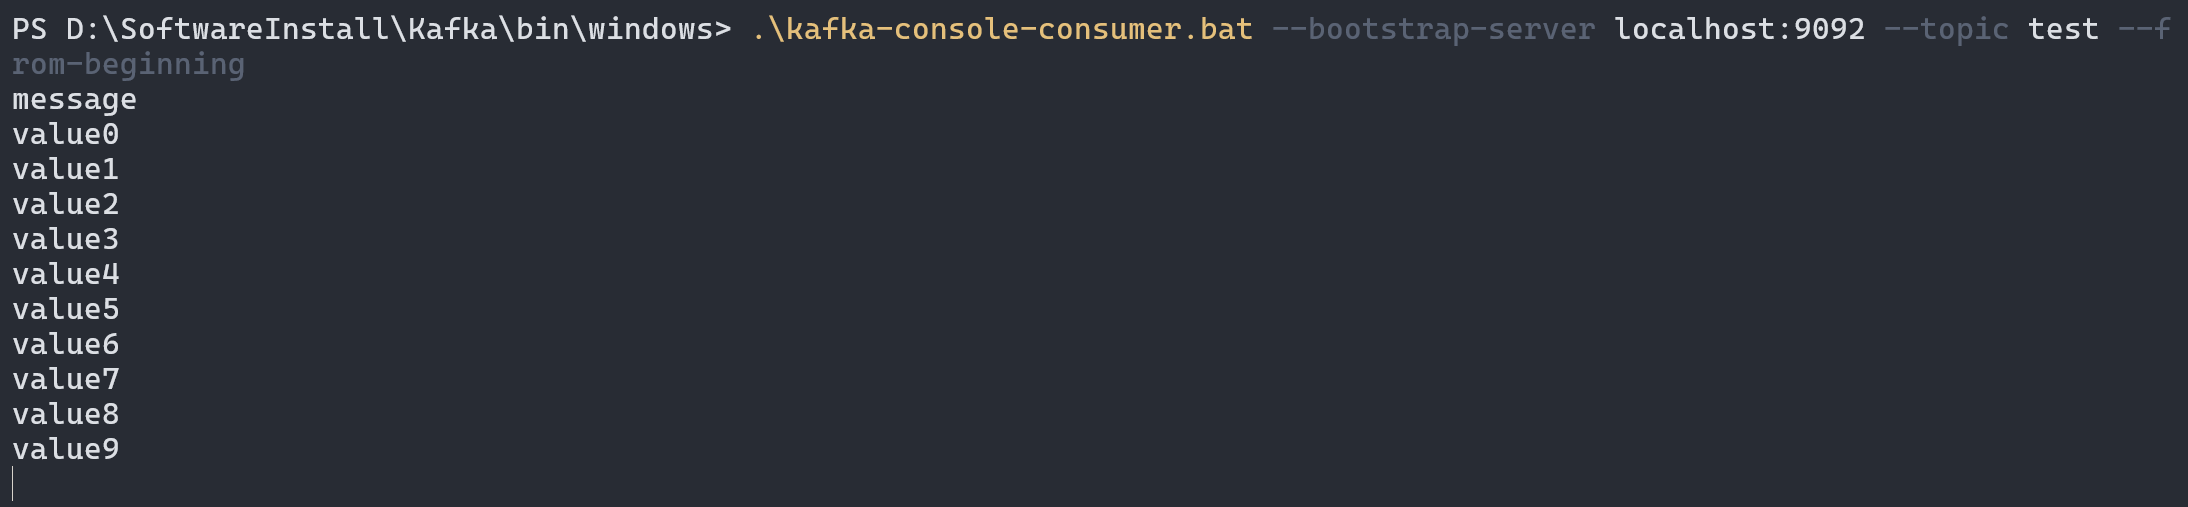 PS D:\SoftwareInstall\Kafka\bin\windows> .\kafka-console-consumer.bat --bootstrap-server localhost:9092 --topic test --f
rom-beginning
message
value0
value1
value2
value3
value4
value5
value6
value7
value8
value9